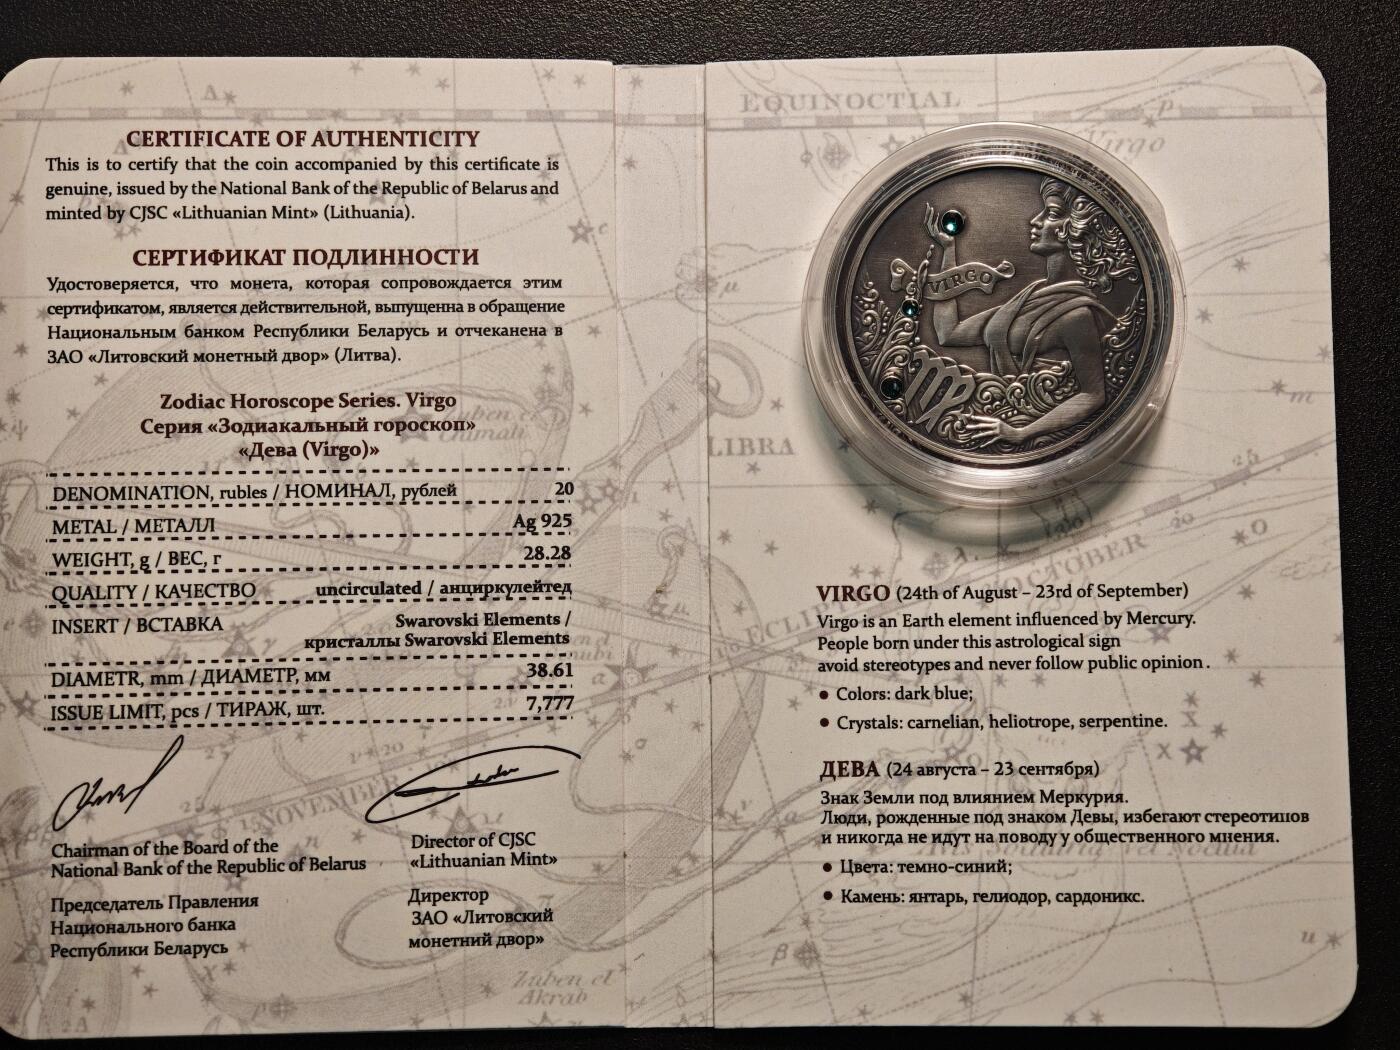 CERTIFICATE OF AUTHENTICITY
This is to certify that the coin accompanied by this certificate is
genuine, issued by the National Bank of the Republic of Belarus and
minted by CJSC «Lithuanian Mint» (Lithuania).
СЕРТИФИКАТ ПОДЛИННОСТИ
Удостоверяется, что монета, которая сопровождается этим
сертификатом, является действительной, выпущенна в обращение
Национальным банком Республики Беларусь и отчеканена в
ЗАО «Литовский монетный двор» (Литва).
Zodiac Horoscope Series. Virgo
Серия «Зодиакальный гороскоп»
«Дева (Virgo)»
DENOMINATION, rubles / НОМИНАЛ, рублей 20
METAL / МЕТАЛЛ Ag 925
WEIGHT, g / ВЕС, г 28.28
QUALITY / КАЧЕСТВО uncirculated / анциркулейтед
INSERT / ВСТАВКА Swarovski Elements /
кристаллы Swarovski Elements
DIAMETR, mm / ДИАМЕТР, мм 38.61
ISSUE LIMIT, pcs / ТИРАЖ, шт. 7,777
Chairman of the Board of the
National Bank of the Republic of Belarus
Председатель Правления
Национального банка
Республики Беларусь
Director of CJSC
«Lithuanian Mint»
Директор
ЗАО «Литовский
монетний двор»
NOVEMBER
Zuben el
Akrab
EQUINOCTIAL
Virgo
VIRGO
LIBRA
OCTOBER
ECLIPTIC
VIRGO (24th of August – 23rd of September)
Virgo is an Earth element influenced by Mercury.
People born under this astrological sign
avoid stereotypes and never follow public opinion.
• Colors: dark blue;
• Crystals: carnelian, heliotrope, serpentine.
ДЕВА (24 августа – 23 сентября)
Знак Земли под влиянием Меркурия.
Люди, рожденные под знаком Девы, избегают стереотипов
и никогда не идут на поводу у общественного мнения.
• Цвета: темно-синий;
• Камень: янтарь, гелиодор, сардоникс.